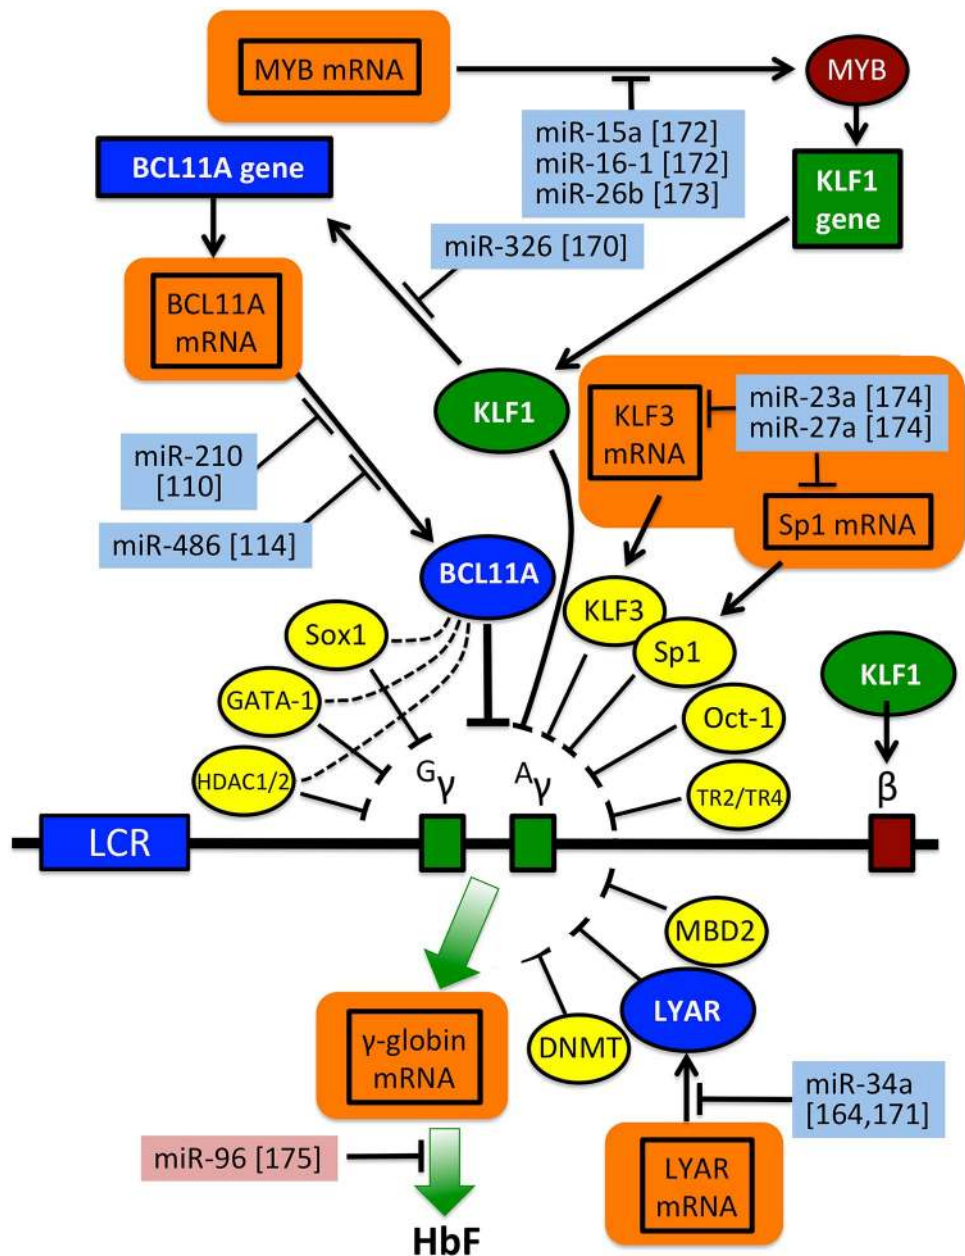 MYB mRNA
MYB
miR-15a [172]
miR-16-1 [172]
miR-26b [173]
BCL11A gene
KLF1
gene
miR-326 [170]
BCL11A
mRNA
KLF1
KLF3
mRNA
miR-23a [174]
miR-27a [174]
miR-210
[110]
Sp1 mRNA
miR-486 [114]
BCL11A
KLF3
Sox1
Sp1
KLF1
GATA-1
Oct-1
HDAC1/2
Gγ
Aγ
TR2/TR4
β
LCR
MBD2
LYAR
DNMT
γ-globin
mRNA
miR-34a
[164,171]
miR-96 [175]
LYAR
mRNA
HbF